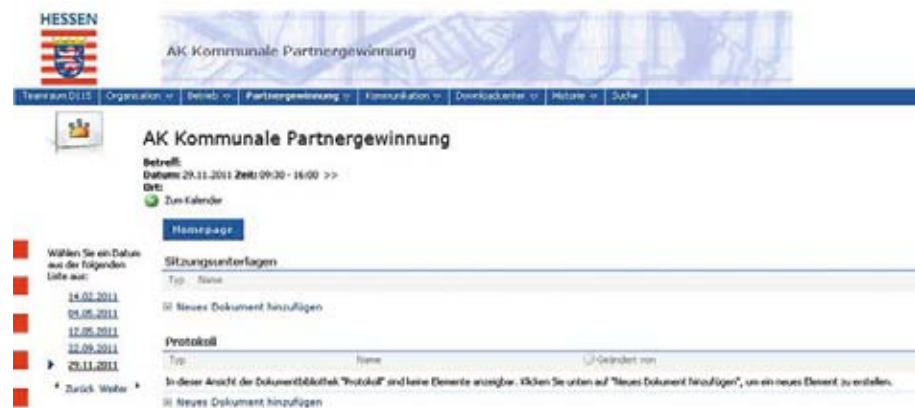 HESSEN
AK Kommunale Partnergewinnung
Teamraum D115 Organisation Betrieb Partnergewinnung Kommunikation Downloadcenter Historie Suche
AK Kommunale Partnergewinnung
Betreff:
Datum: 29.11.2011 Zeit: 09:30 - 16:00 >>
Ort:
Zum Kalender
Homepage
Wählen Sie ein Datum
aus der folgenden
Liste aus:
14.02.2011
04.05.2011
12.05.2011
22.09.2011
29.11.2011
Zurück Weiter
Sitzungsunterlagen
Typ Name
Neues Dokument hinzufügen
Protokoll
Typ Name Geändert von
In dieser Ansicht der Dokumentbibliothek "Protokoll" sind keine Elemente anzeigbar. Klicken Sie unten auf "Neues Dokument hinzufügen", um ein neues Element zu erstellen.
Neues Dokument hinzufügen